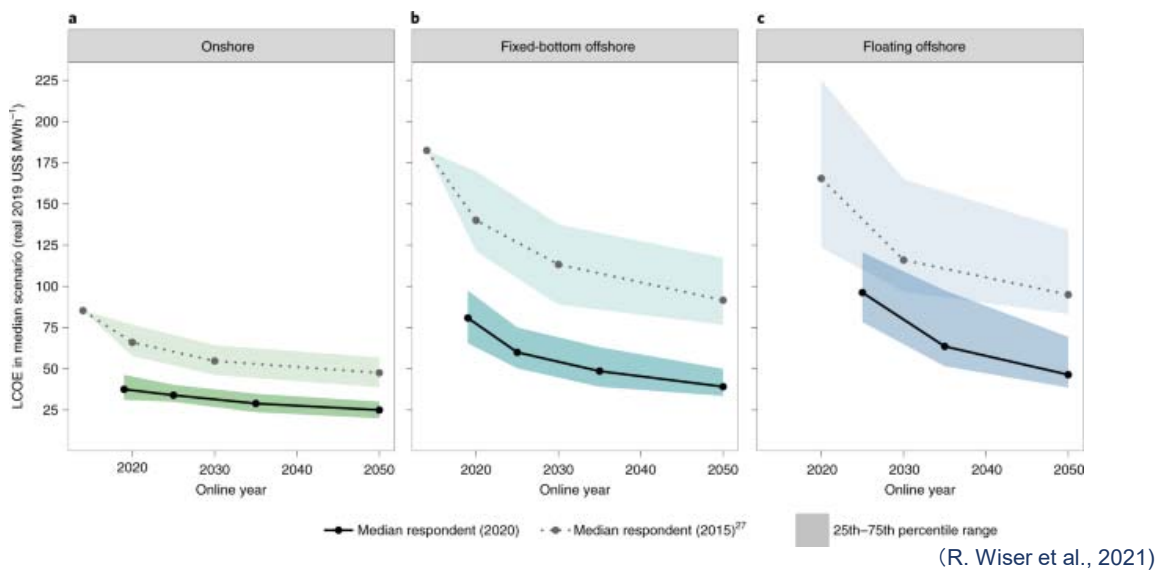 a
b
c
Onshore
Fixed-bottom offshore
Floating offshore
LCOE in median scenario (real 2019 US$ MWh⁻¹)
225
200
175
150
125
100
75
50
25
2020
2030
2040
2050
2020
2030
2040
2050
2020
2030
2040
2050
Online year
Online year
Online year
Median respondent (2020)
Median respondent (2015)²⁷
25th–75th percentile range
(R. Wiser et al., 2021)